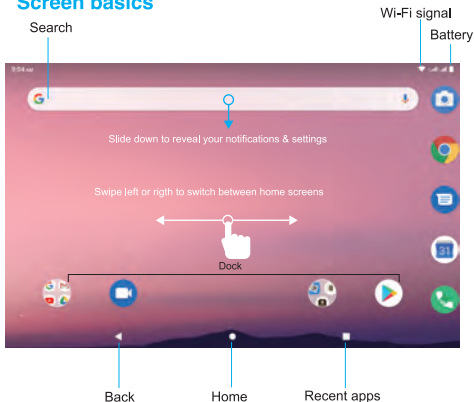 Screen basics
Wi-Fi signal
Search
Battery
Slide down to reveal your notifications & settings
Swipe left or rigth to switch between home screens
31
Dock
Back
Home
Recent apps